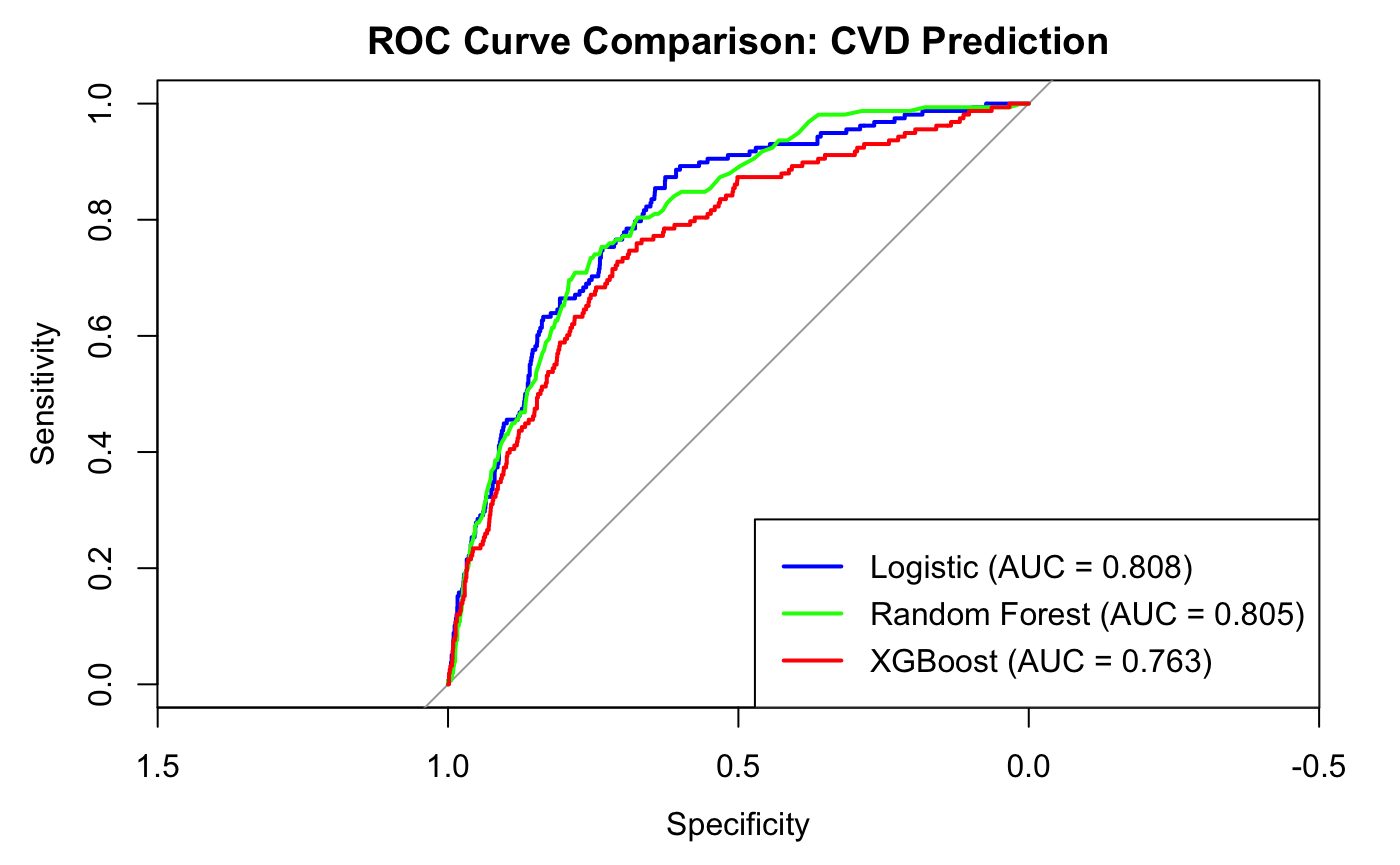 ROC Curve Comparison: CVD Prediction
Sensitivity
1.0
0.8
0.6
0.4
0.2
0.0
Logistic (AUC = 0.808)
Random Forest (AUC = 0.805)
XGBoost (AUC = 0.763)
1.5 1.0 0.5 0.0 -0.5
Specificity